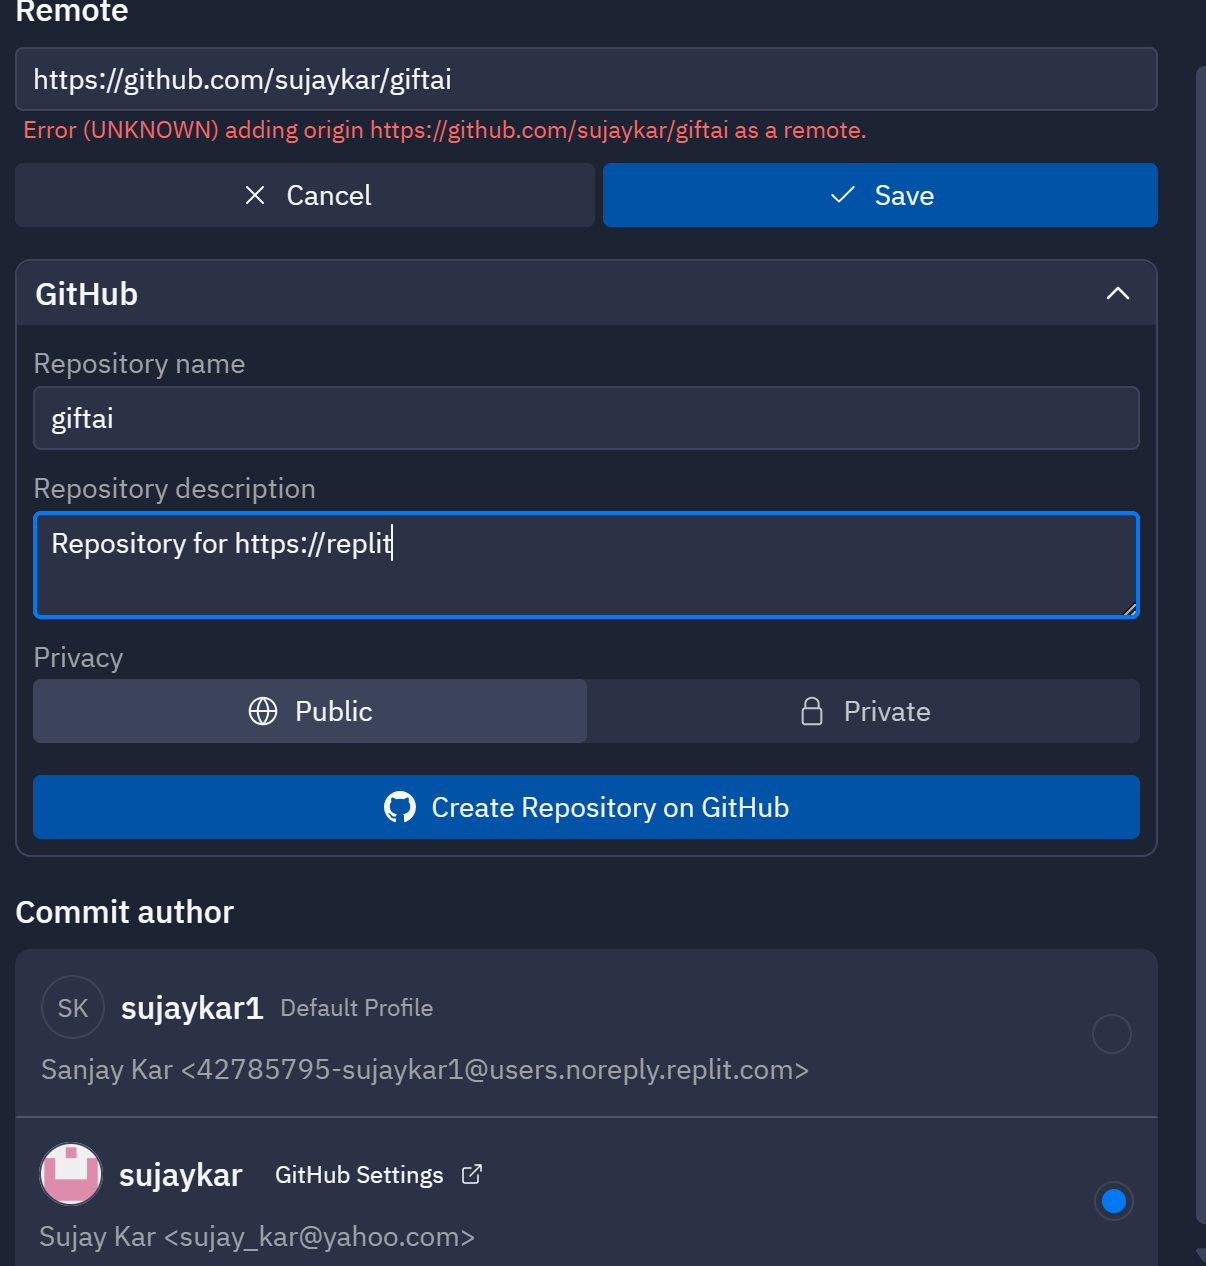 Remote
https://github.com/sujaykar/giftai
Error (UNKNOWN) adding origin https://github.com/sujaykar/giftai as a remote.
Cancel
Save
GitHub
Repository name
giftai
Repository description
Repository for https://replit
Privacy
Public
Private
Create Repository on GitHub
Commit author
SK
sujaykar1 Default Profile
Sanjay Kar <42785795-sujaykar1@users.noreply.replit.com>
sujaykar GitHub Settings
Sujay Kar <sujay_kar@yahoo.com>